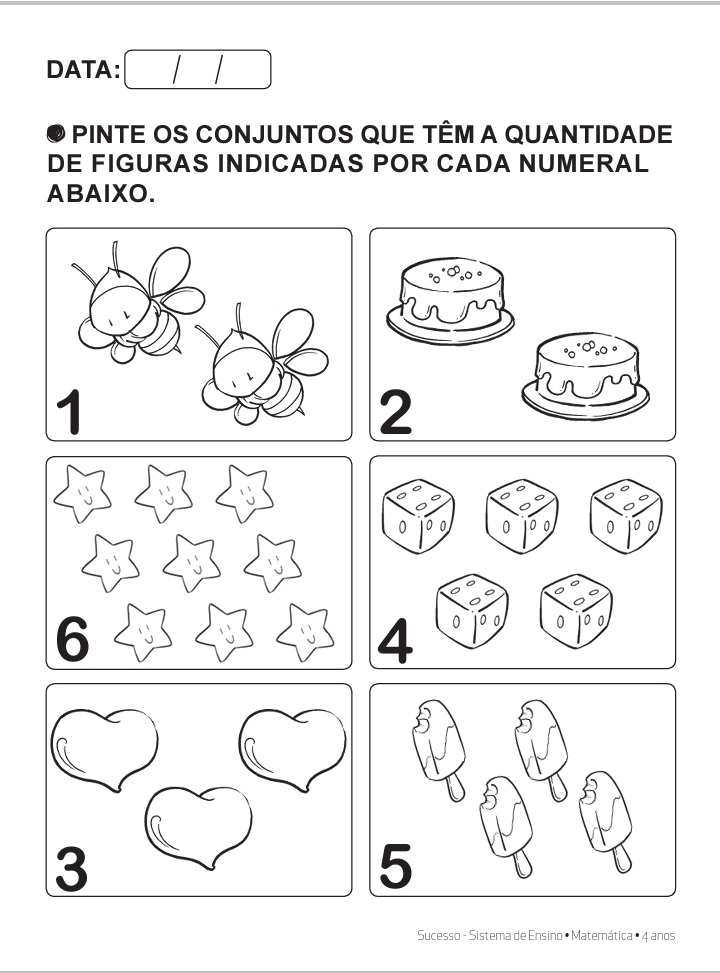 DATA: / /
PINTE OS CONJUNTOS QUE TÊM A QUANTIDADE
DE FIGURAS INDICADAS POR CADA NUMERAL
ABAIXO.
1
2
6
4
3
5
Sucesso - Sistema de Ensino • Matemática • 4 anos